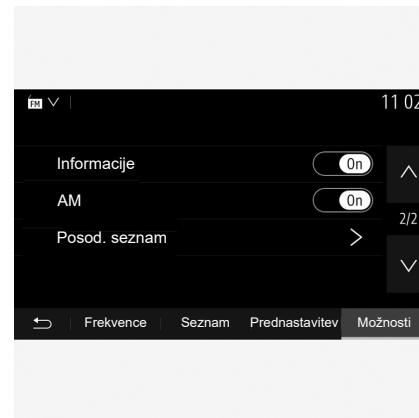 FM 11 02
Informacije On
AM On
Posod. seznam
2/2
Frekvence Seznam Prednastavitev Možnosti